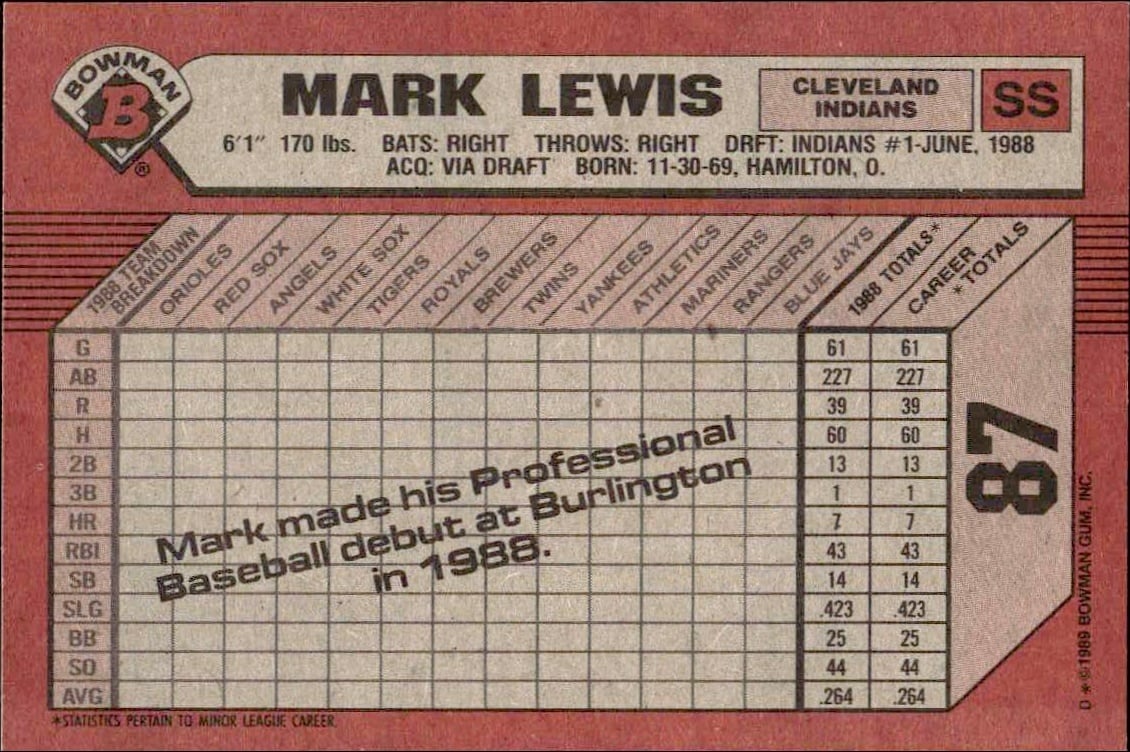 BOWMAN
B
®
MARK LEWIS
CLEVELAND
INDIANS
SS
6'1" 170 lbs. BATS: RIGHT THROWS: RIGHT DRFT: INDIANS #1-JUNE, 1988
ACQ: VIA DRAFT BORN: 11-30-69, HAMILTON, O.
1988 TEAM
BREAKDOWN
ORIOLES
RED SOX
ANGELS
WHITE SOX
TIGERS
ROYALS
BREWERS
TWINS
YANKEES
ATHLETICS
MARINERS
RANGERS
BLUE JAYS
1988 TOTALS*
CAREER
*TOTALS
G 61 61
AB 227 227
R 39 39
H 60 60
2B 13 13
3B 1 1
HR 7 7
RBI 43 43
SB 14 14
SLG .423 .423
BB 25 25
SO 44 44
AVG .264 .264
Mark made his Professional
Baseball debut at Burlington
in 1988.
87
*STATISTICS PERTAIN TO MINOR LEAGUE CAREER
D*©1989 BOWMAN GUM, INC.